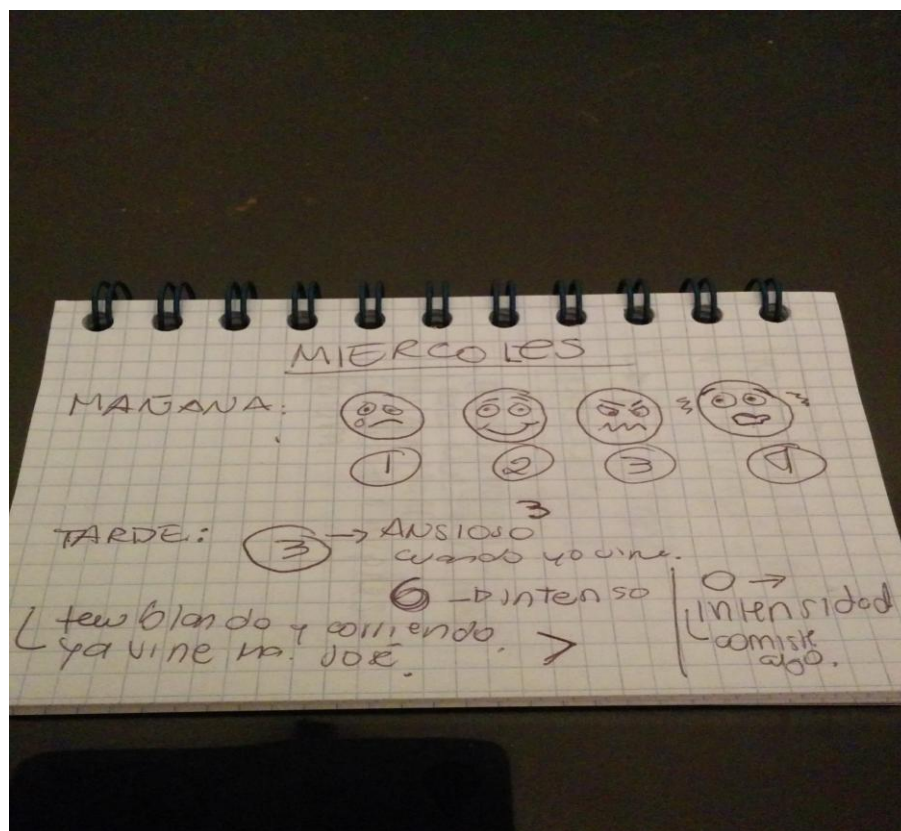 MIERCOLES
MAÑANA:
1 2 3 4
TARDE: 3 → ANSIOSO 3
cuando yo vine.
6 → intenso
temblando y corriendo.
ya vine ma. José. >
0 →
intensidad
comiste
algo.